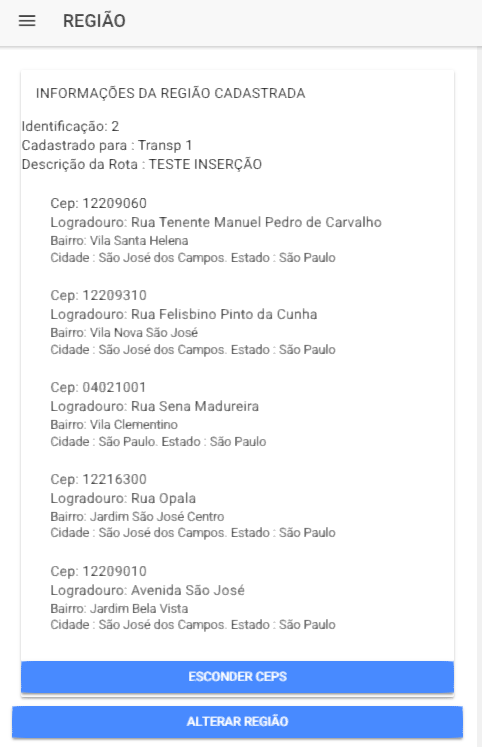 REGIÃO
INFORMAÇÕES DA REGIÃO CADASTRADA
Identificação: 2
Cadastrado para : Transp 1
Descrição da Rota : TESTE INSERÇÃO
Cep: 12209060
Logradouro: Rua Tenente Manuel Pedro de Carvalho
Bairro: Vila Santa Helena
Cidade : São José dos Campos. Estado : São Paulo
Cep: 12209310
Logradouro: Rua Felisbino Pinto da Cunha
Bairro: Vila Nova São José
Cidade : São José dos Campos. Estado : São Paulo
Cep: 04021001
Logradouro: Rua Sena Madureira
Bairro: Vila Clementino
Cidade : São Paulo. Estado : São Paulo
Cep: 12216300
Logradouro: Rua Opala
Bairro: Jardim São José Centro
Cidade : São José dos Campos. Estado : São Paulo
Cep: 12209010
Logradouro: Avenida São José
Bairro: Jardim Bela Vista
Cidade : São José dos Campos. Estado : São Paulo
ESCONDER CEPS
ALTERAR REGIÃO